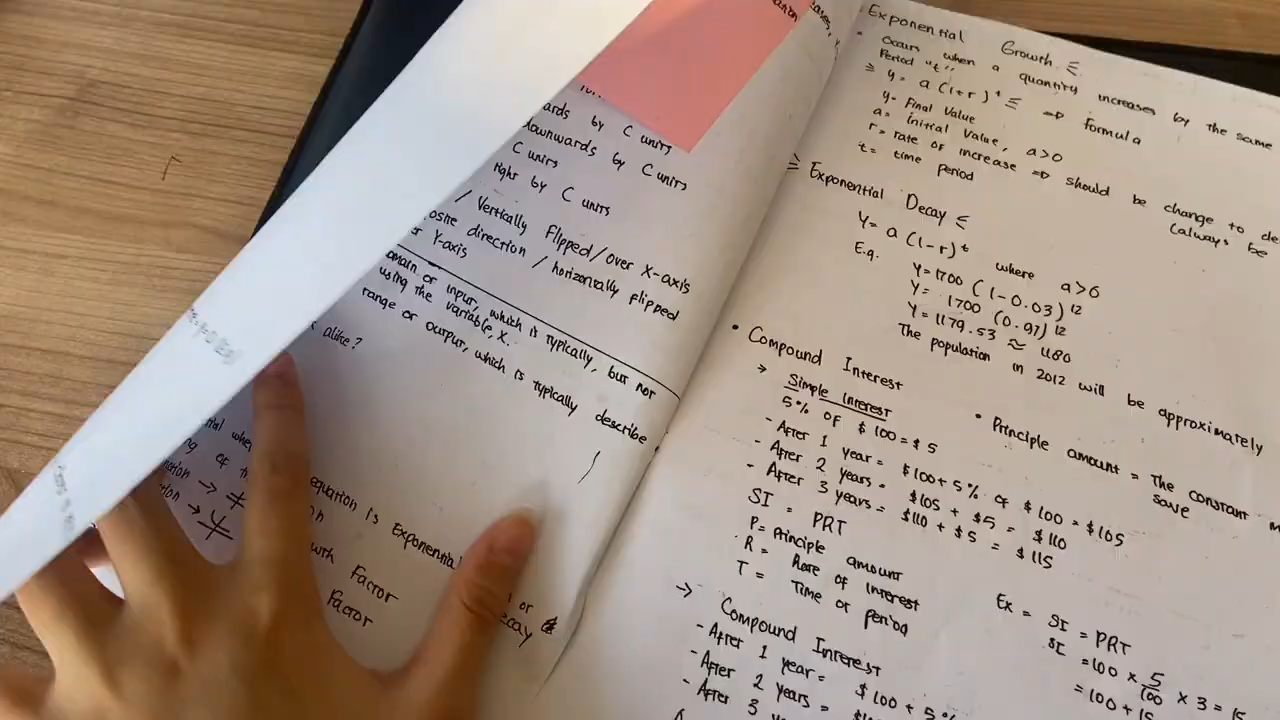 ards by C units
downwards by C units
C units
right by C units
/ Vertically Flipped/over X-axis
osite direction / horizontally flipped
Y-axis
omain or input, which is typically, but not
using the variable X.
range or output, which is typically describe
alike?
equation is exponential
or
ecay
Factor
Factor
Exponential Growth
• Occurs when a quantity increases by the same
Period "t"
y = a (1+r)^t => formula
y = Final Value
a = initial value, a>0
r = rate of increase => should be change to de
(always be
t = time period
Exponential Decay
Y = a (1-r)^t where a>0
E.g.
Y = 1700 (1-0.03)^12
Y = 1700 (0.97)^12
Y = 1179.53 ≈ 1180
The population in 2012 will be approximately
• Compound Interest
> Simple interest
5% of $100 = $5
- After 1 year = $100 + 5% of $100 = $105
- After 2 years = $105 + $5 = $110
- After 3 years = $110 + $5 = $115
• Principle amount = The constant
save
SI = PRT
P = Principle amount
R = Rate of interest
T = Time or period
Ex = SI = PRT
SI = 100 × 5/100 × 3 = 15
= 100 + 15
-> Compound Interest
- After 1 year = $100 + 5%
- After 2 years =
- After 3